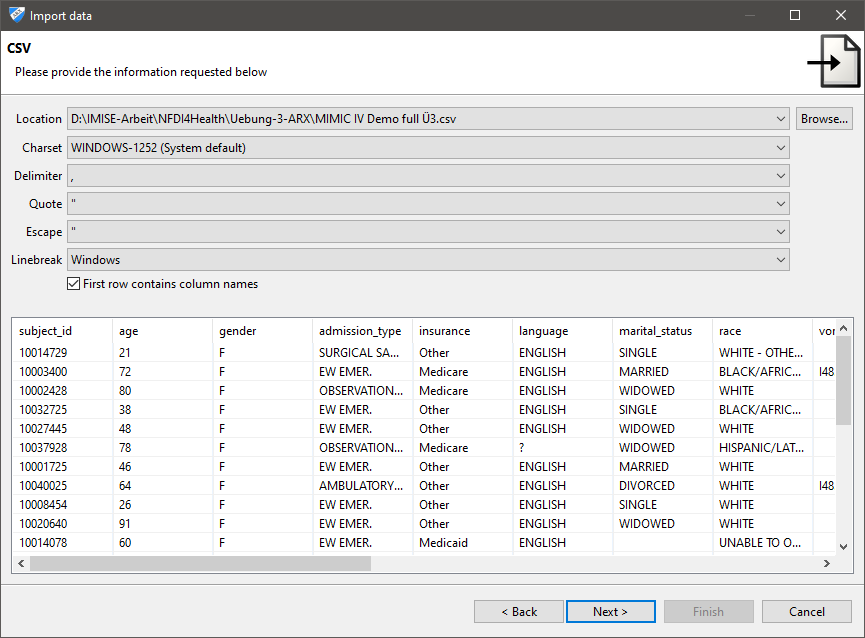 Import data
CSV
Please provide the information requested below
Location D:\IMISE-Arbeit\NFDI4Health\Uebung-3-ARX\MIMIC IV Demo full Ü3.csv Browse...
Charset WINDOWS-1252 (System default)
Delimiter ,
Quote "
Escape "
Linebreak Windows
First row contains column names
subject_id age gender admission_type insurance language marital_status race vor
10014729 21 F SURGICAL SA... Other ENGLISH SINGLE WHITE - OTHE...
10003400 72 F EW EMER. Medicare ENGLISH MARRIED BLACK/AFRIC... I48
10002428 80 F OBSERVATION... Medicare ENGLISH WIDOWED WHITE
10032725 38 F EW EMER. Other ENGLISH SINGLE BLACK/AFRIC...
10027445 48 F EW EMER. Other ENGLISH WIDOWED WHITE
10037928 78 F OBSERVATION... Medicare ? WIDOWED HISPANIC/LAT...
10001725 46 F EW EMER. Other ENGLISH MARRIED WHITE
10040025 64 F AMBULATORY... Other ENGLISH DIVORCED WHITE I48
10008454 26 F EW EMER. Other ENGLISH SINGLE WHITE
10020640 91 F EW EMER. Other ENGLISH WIDOWED WHITE
10014078 60 F EW EMER. Medicaid ENGLISH UNABLE TO O...
< Back Next > Finish Cancel